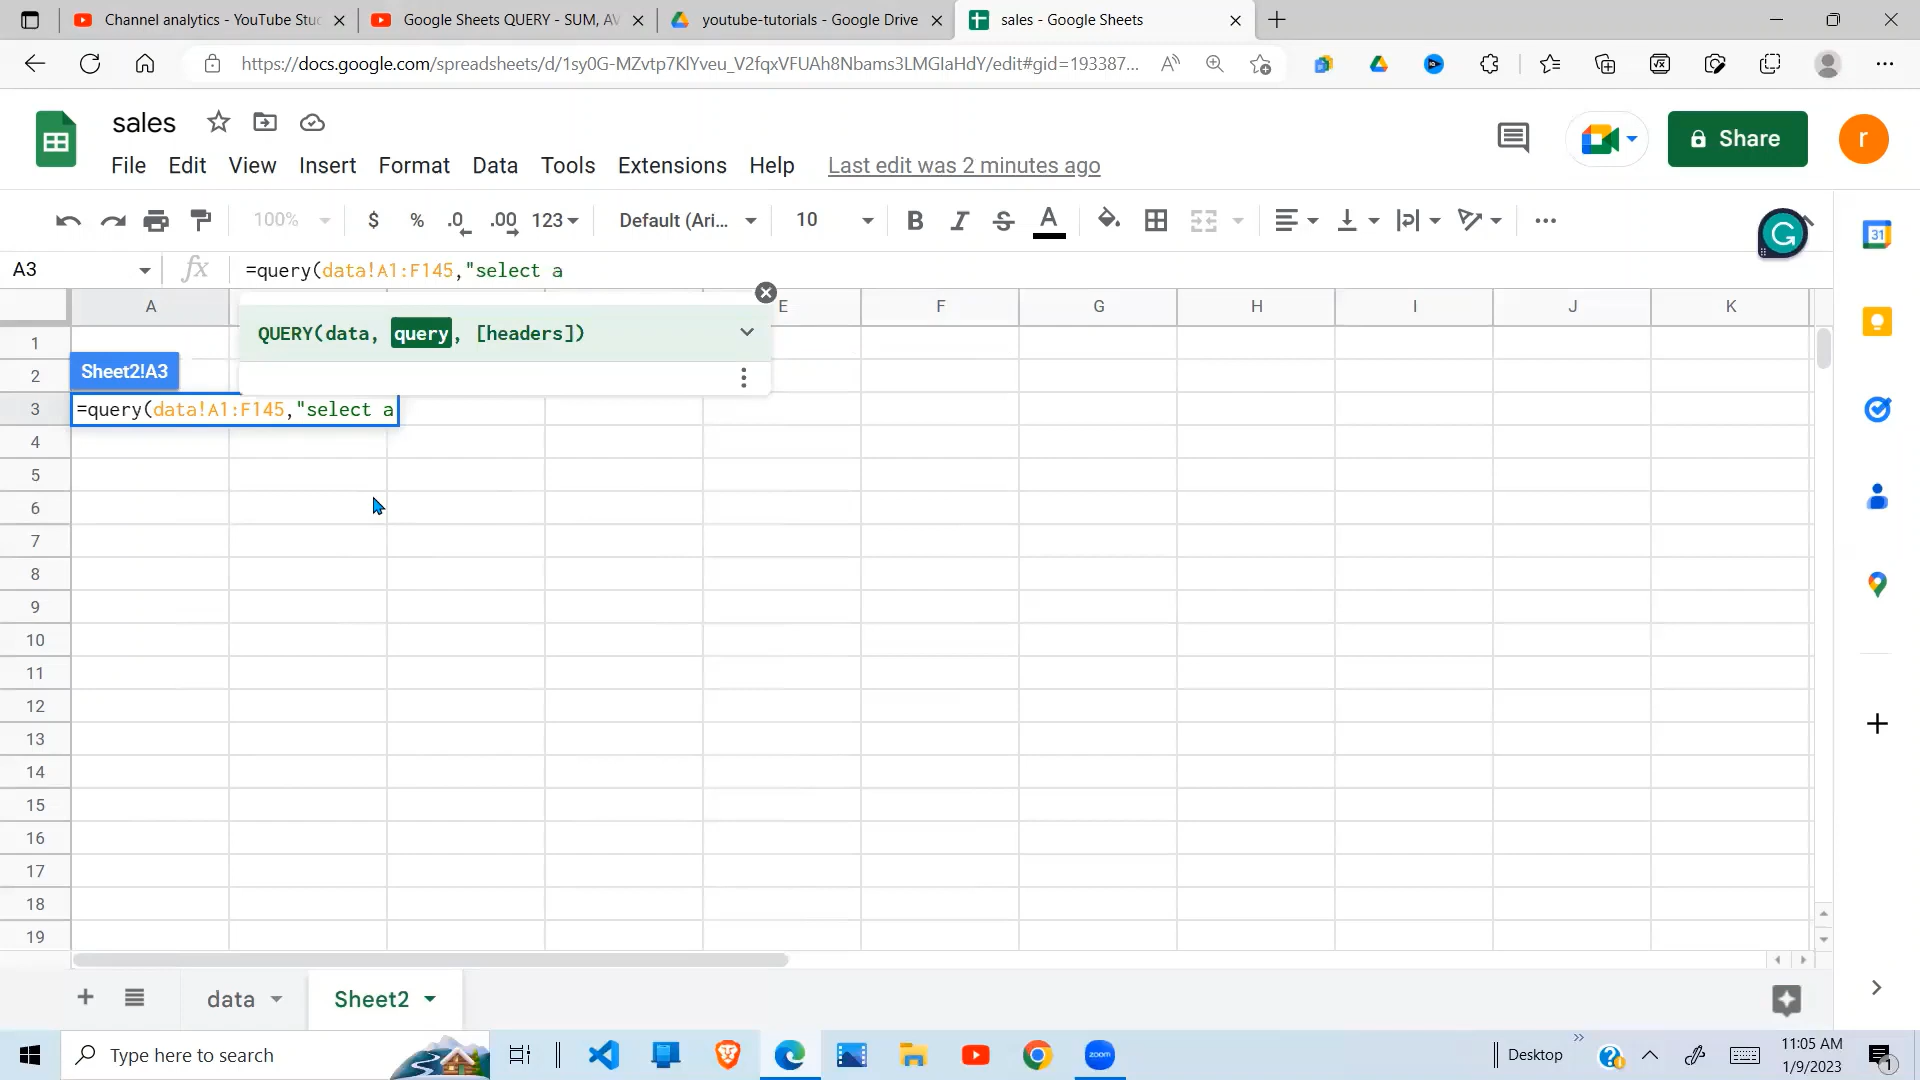 Channel analytics - YouTube Stu
Google Sheets QUERY - SUM, AV
youtube-tutorials - Google Drive
sales - Google Sheets
https://docs.google.com/spreadsheets/d/1sy0G-MZvtp7KlYveu_V2fqxVFUAh8Nbams3LMGlaHdY/edit#gid=193387...
sales
File Edit View Insert Format Data Tools Extensions Help Last edit was 2 minutes ago
Share
r
100% $ % .0 .00 123 Default (Ari... 10 B I S A
A3 fx =query(data!A1:F145,"select a
A E F G H I J K
QUERY(data, query, [headers])
1
2
Sheet2!A3
3 =query(data!A1:F145,"select a
4
5
6
7
8
9
10
11
12
13
14
15
16
17
18
19
data Sheet2
Type here to search
zoom
Desktop
11:05 AM
1/9/2023
1
31
G